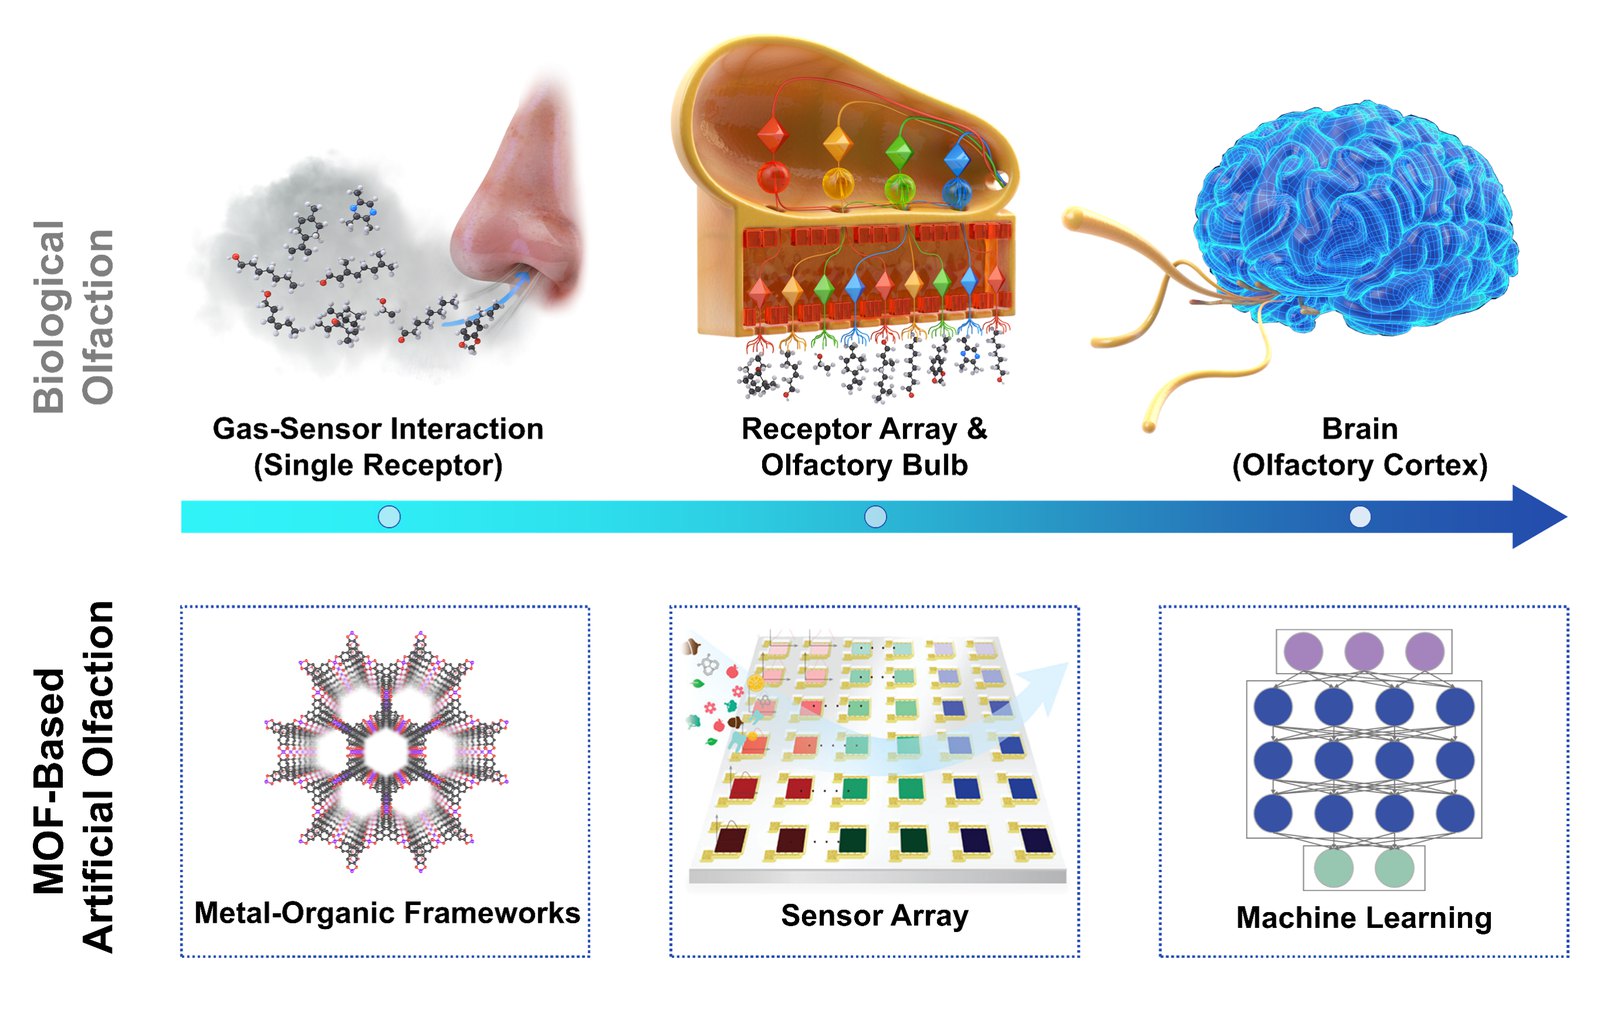 Biological
Olfaction
Gas-Sensor Interaction
(Single Receptor)
Receptor Array &
Olfactory Bulb
Brain
(Olfactory Cortex)
MOF-Based
Artificial Olfaction
Metal-Organic Frameworks
Sensor Array
Machine Learning